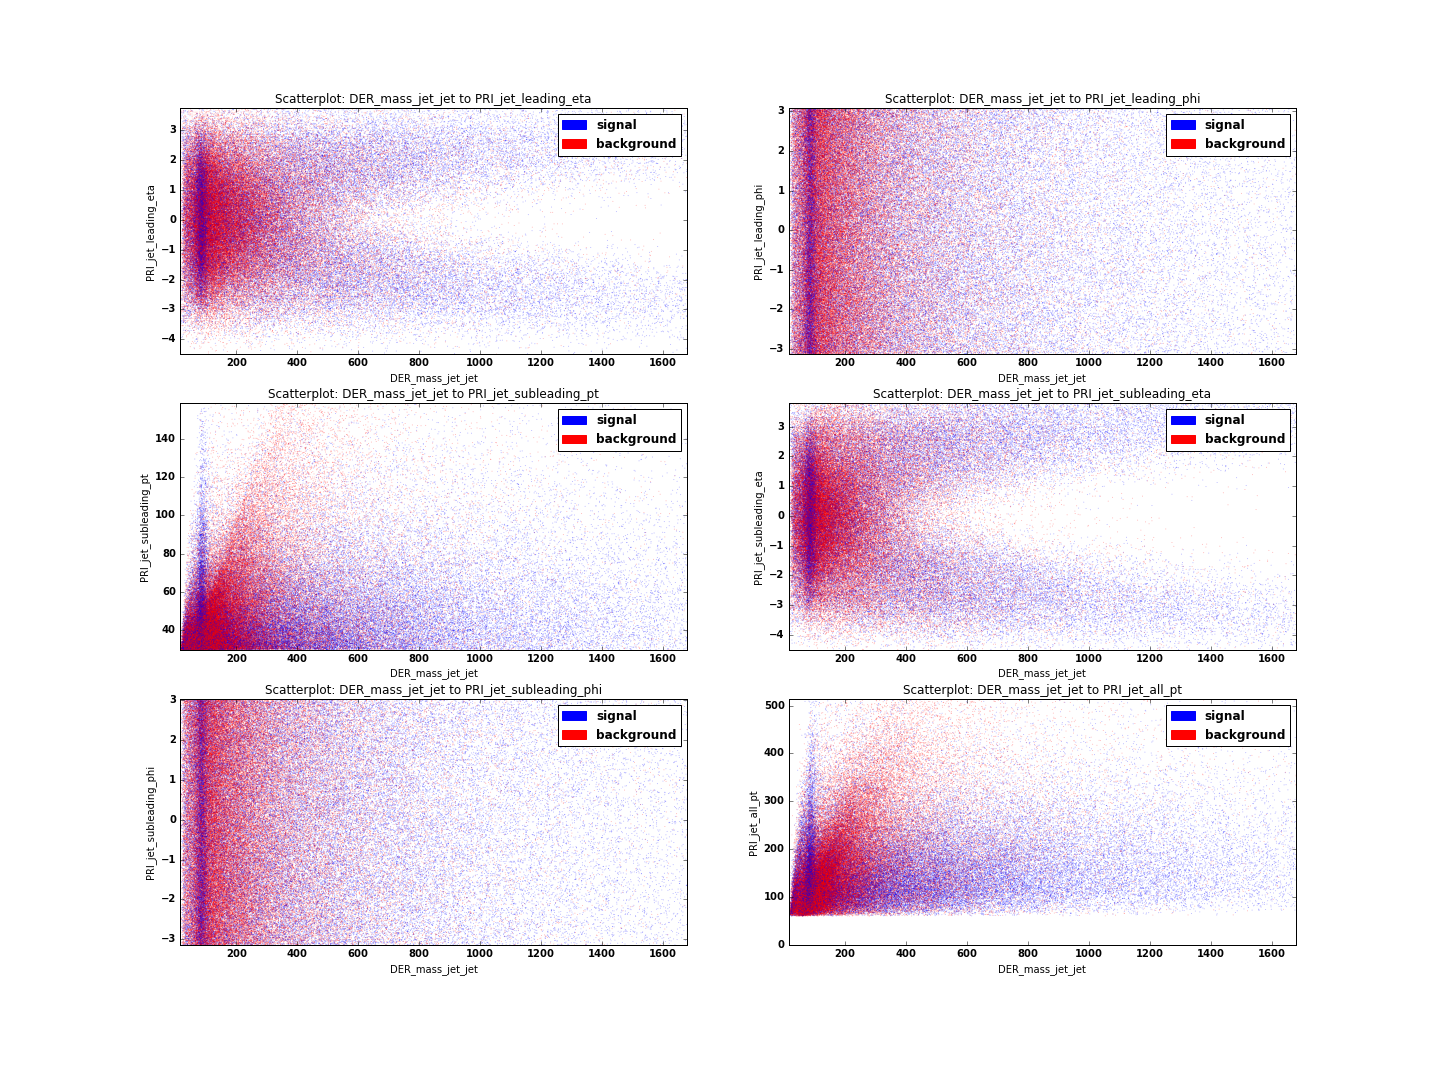 Scatterplot: DER_mass_jet_jet to PRI_jet_leading_eta
signal
background
PRI_jet_leading_eta
3
2
1
0
−1
−2
−3
−4
200 400 600 800 1000 1200 1400 1600
DER_mass_jet_jet
Scatterplot: DER_mass_jet_jet to PRI_jet_leading_phi
signal
background
PRI_jet_leading_phi
3
2
1
0
−1
−2
−3
200 400 600 800 1000 1200 1400 1600
DER_mass_jet_jet
Scatterplot: DER_mass_jet_jet to PRI_jet_subleading_pt
signal
background
PRI_jet_subleading_pt
140
120
100
80
60
40
200 400 600 800 1000 1200 1400 1600
DER_mass_jet_jet
Scatterplot: DER_mass_jet_jet to PRI_jet_subleading_eta
signal
background
PRI_jet_subleading_eta
3
2
1
0
−1
−2
−3
−4
200 400 600 800 1000 1200 1400 1600
DER_mass_jet_jet
Scatterplot: DER_mass_jet_jet to PRI_jet_subleading_phi
signal
background
PRI_jet_subleading_phi
3
2
1
0
−1
−2
−3
200 400 600 800 1000 1200 1400 1600
DER_mass_jet_jet
Scatterplot: DER_mass_jet_jet to PRI_jet_all_pt
signal
background
PRI_jet_all_pt
500
400
300
200
100
0
200 400 600 800 1000 1200 1400 1600
DER_mass_jet_jet